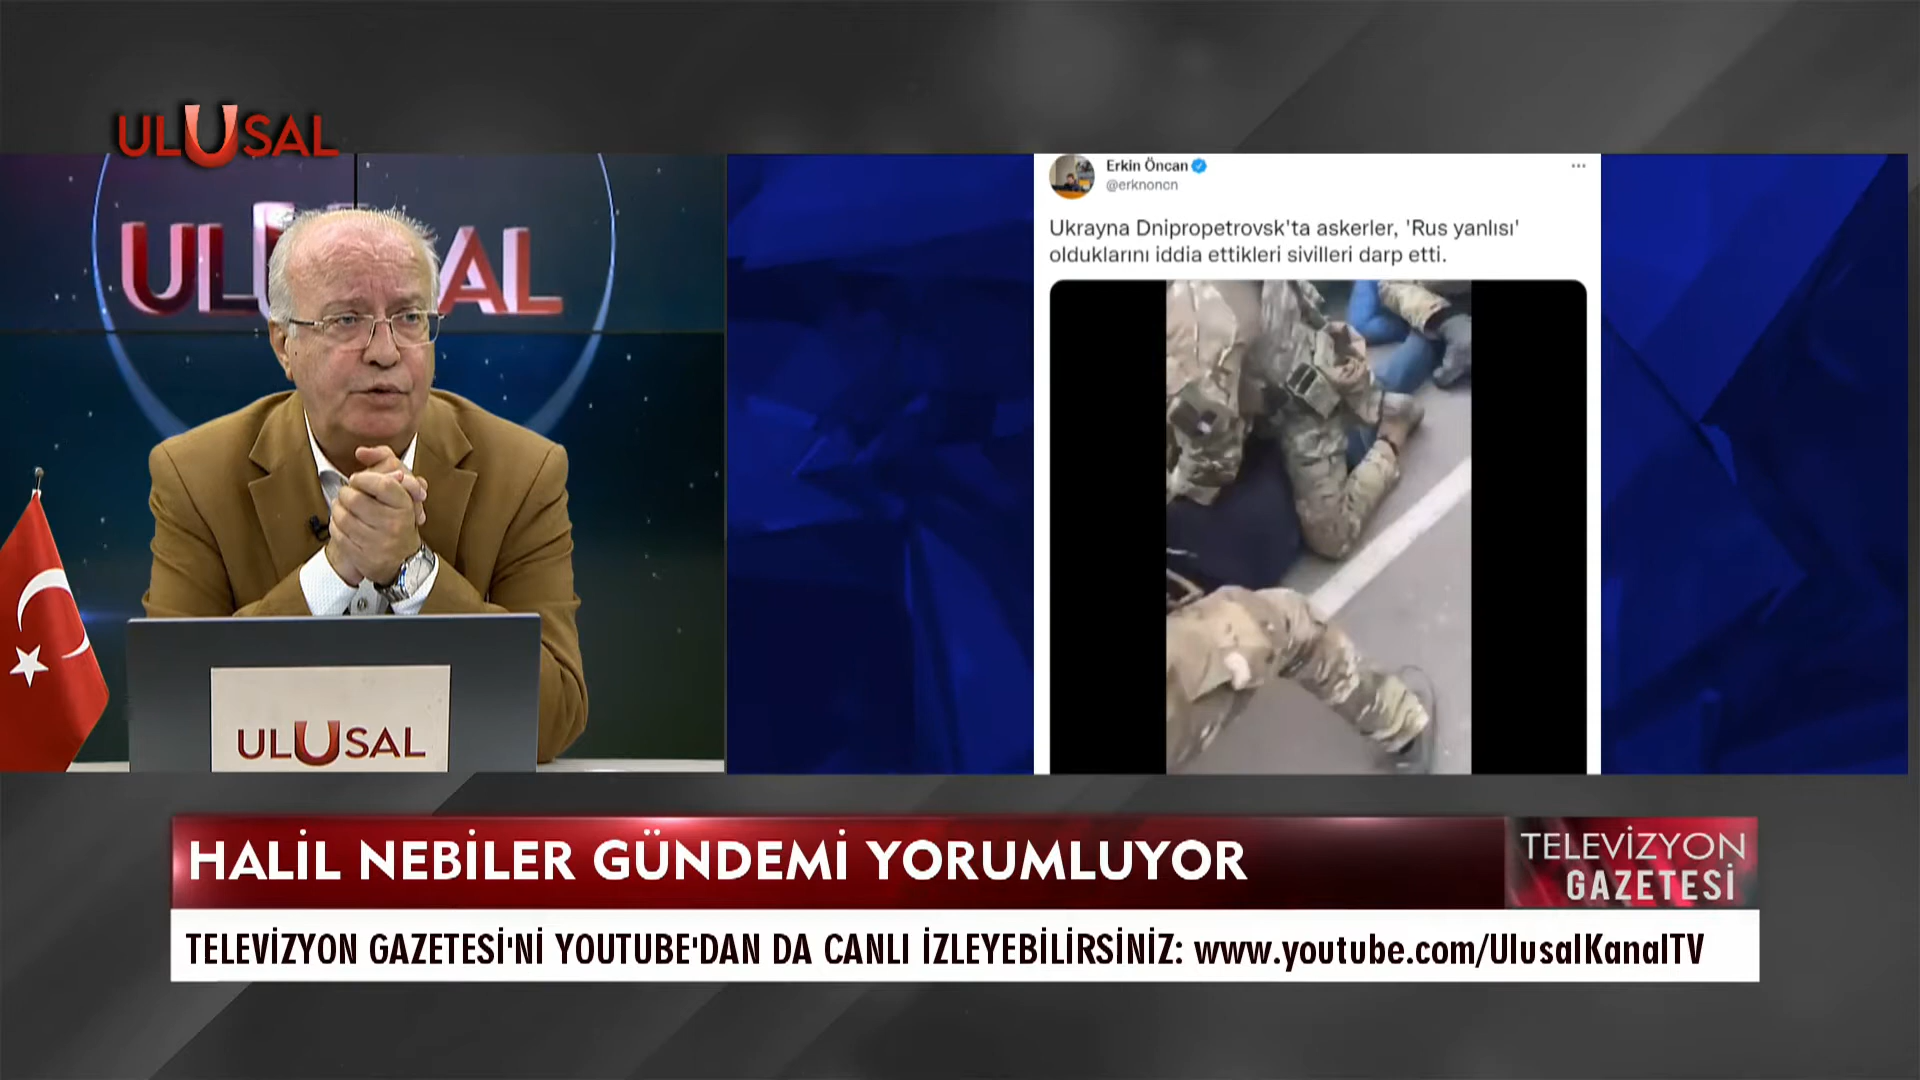 ULUSAL
ULUSAL
Erkin Öncan
@erknoncn
Ukrayna Dnipropetrovsk'ta askerler, 'Rus yanlısı'
olduklarını iddia ettikleri sivilleri darp etti.
ULUSAL
HALİL NEBİLER GÜNDEMİ YORUMLUYOR
TELEVİZYON
GAZETESİ
TELEVİZYON GAZETESİ'Nİ YOUTUBE'DAN DA CANLI İZLEYEBİLİRSİNİZ: www.youtube.com/UlusalKanalTV